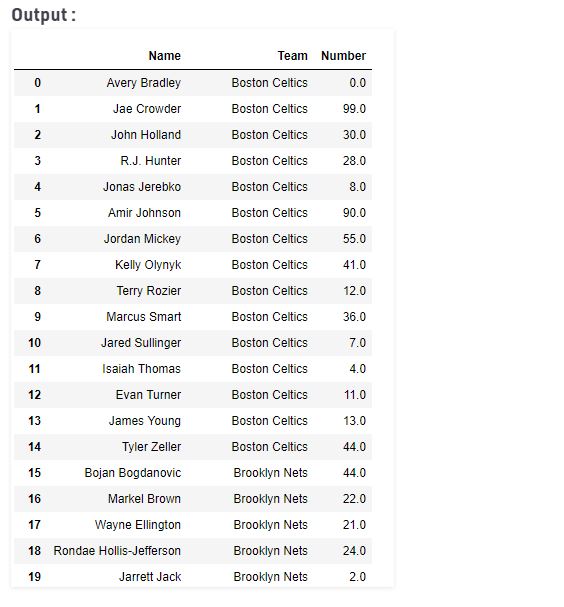 Output :
Name Team Number
0 Avery Bradley Boston Celtics 0.0
1 Jae Crowder Boston Celtics 99.0
2 John Holland Boston Celtics 30.0
3 R.J. Hunter Boston Celtics 28.0
4 Jonas Jerebko Boston Celtics 8.0
5 Amir Johnson Boston Celtics 90.0
6 Jordan Mickey Boston Celtics 55.0
7 Kelly Olynyk Boston Celtics 41.0
8 Terry Rozier Boston Celtics 12.0
9 Marcus Smart Boston Celtics 36.0
10 Jared Sullinger Boston Celtics 7.0
11 Isaiah Thomas Boston Celtics 4.0
12 Evan Turner Boston Celtics 11.0
13 James Young Boston Celtics 13.0
14 Tyler Zeller Boston Celtics 44.0
15 Bojan Bogdanovic Brooklyn Nets 44.0
16 Markel Brown Brooklyn Nets 22.0
17 Wayne Ellington Brooklyn Nets 21.0
18 Rondae Hollis-Jefferson Brooklyn Nets 24.0
19 Jarrett Jack Brooklyn Nets 2.0